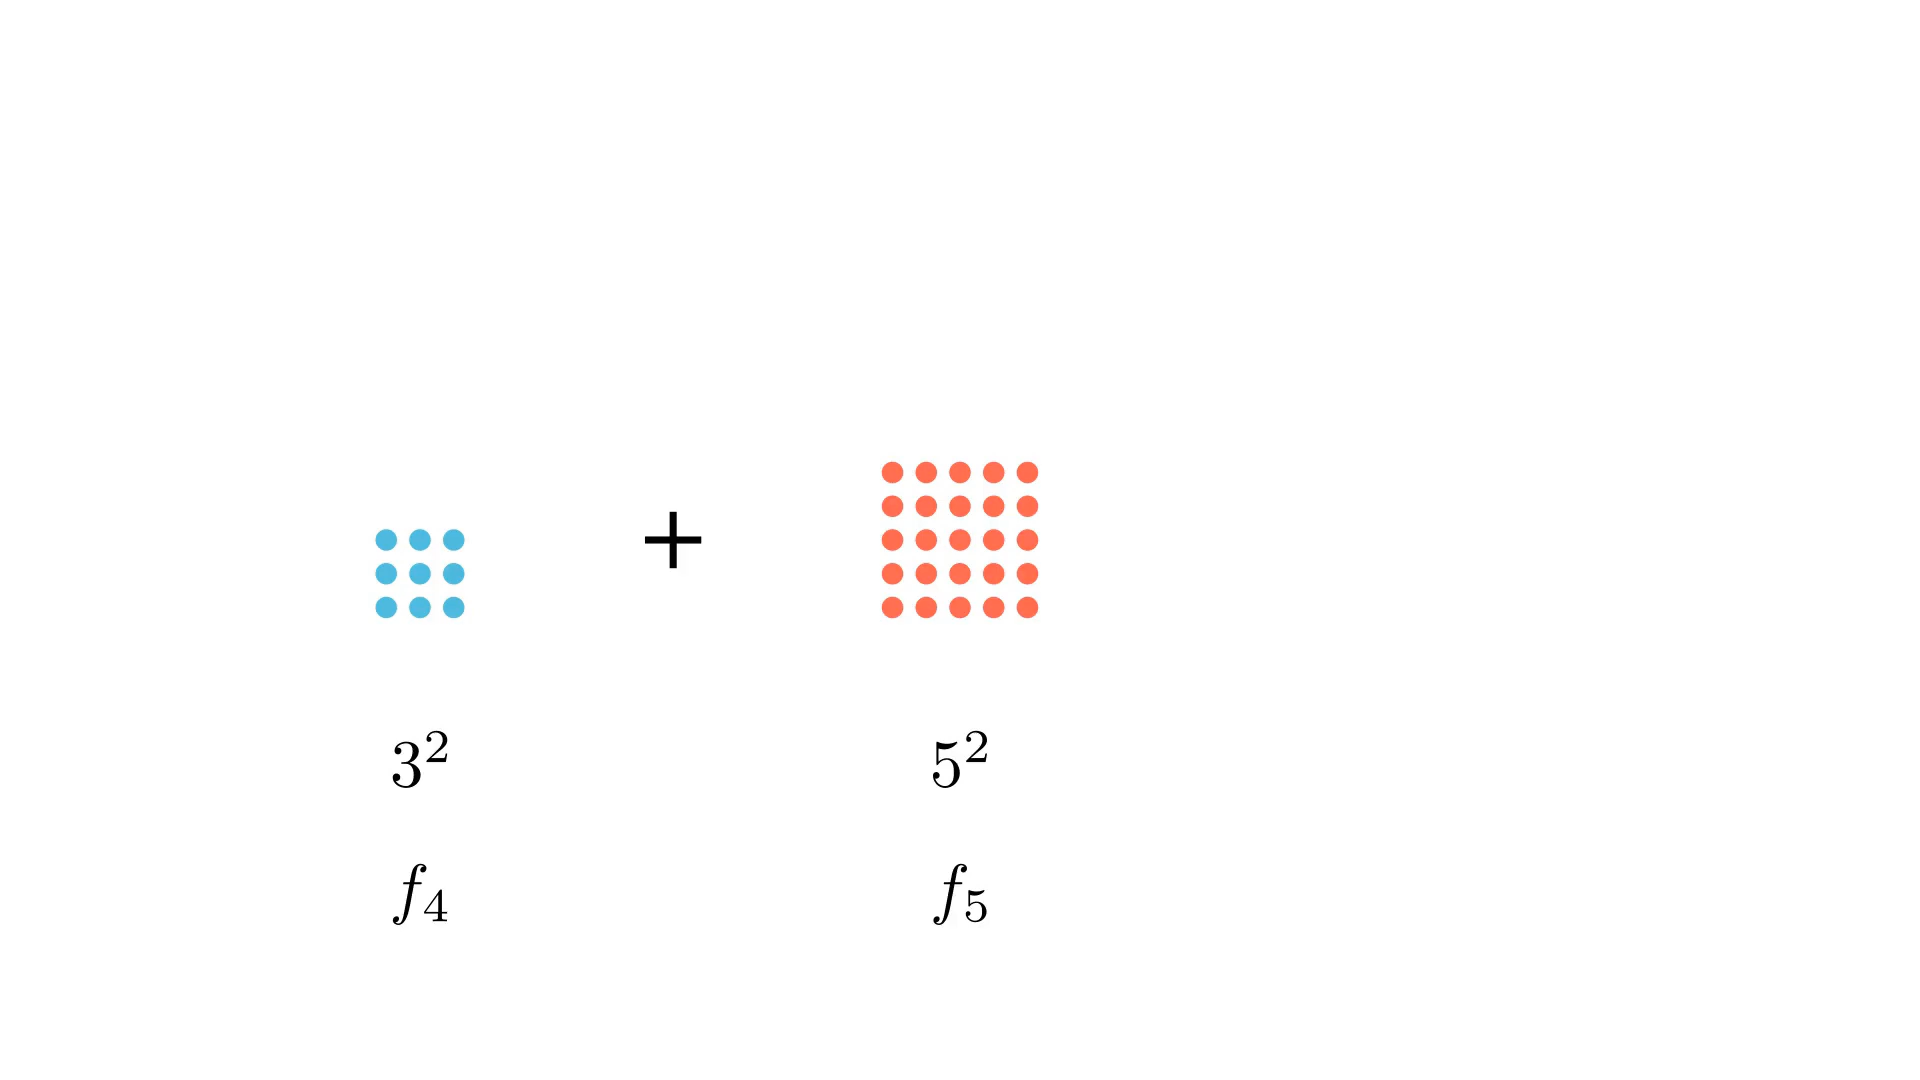 +
3² 5²
f₄ f₅